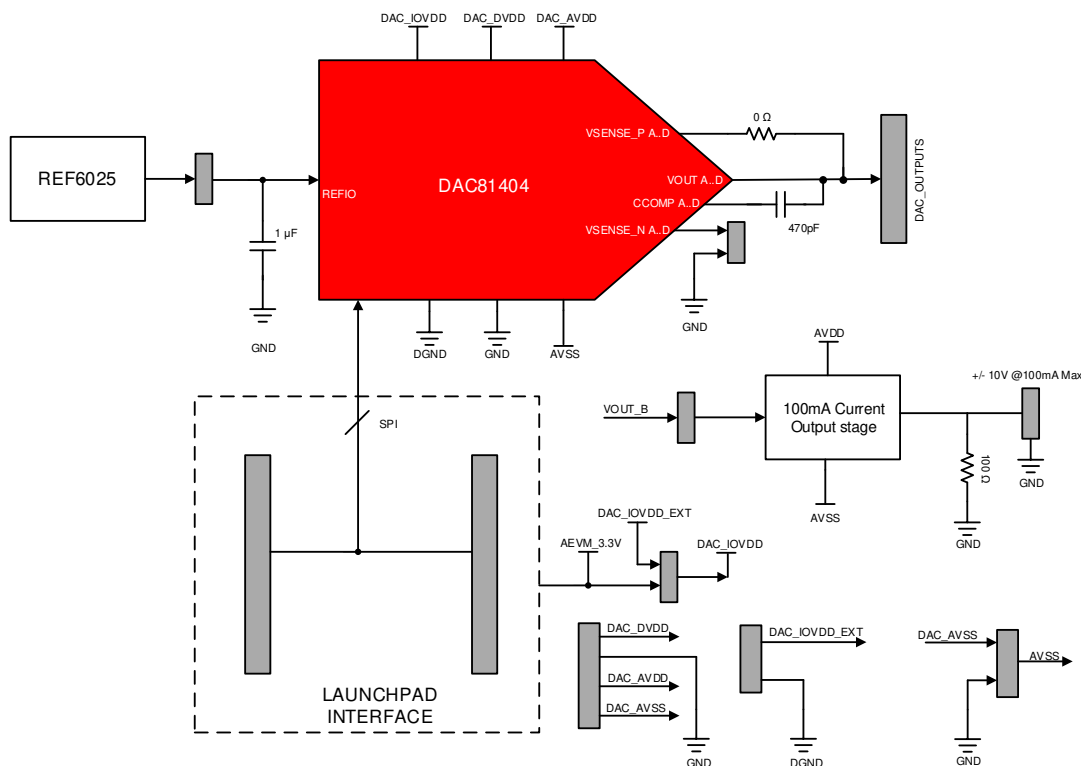 DAC_IOVDD
DAC_DVDD
DAC_AVDD
REF6025
REFIO
1 µF
GND
DAC81404
VSENSE_P A..D
VOUT A..D
CCOMP A..D
VSENSE_N A..D
0 Ω
470pF
GND
DAC_OUTPUTS
DGND
GND
AVSS
SPI
LAUNCHPAD
INTERFACE
AVDD
VOUT_B
100mA Current
Output stage
AVSS
+/- 10V @100mA Max
100 Ω
GND
GND
DAC_IOVDD_EXT
AEVM_3.3V
DAC_IOVDD
DAC_DVDD
DAC_AVDD
DAC_AVSS
GND
DAC_IOVDD_EXT
DGND
DAC_AVSS
AVSS
GND